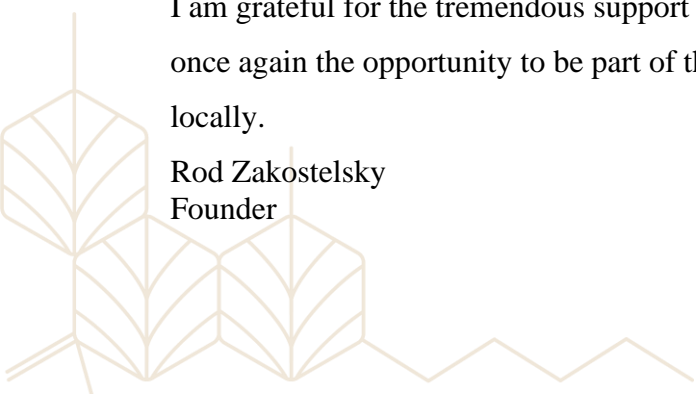 I am grateful for the tremendous support
once again the opportunity to be part of
locally.
Rod Zakostelsky
Founder